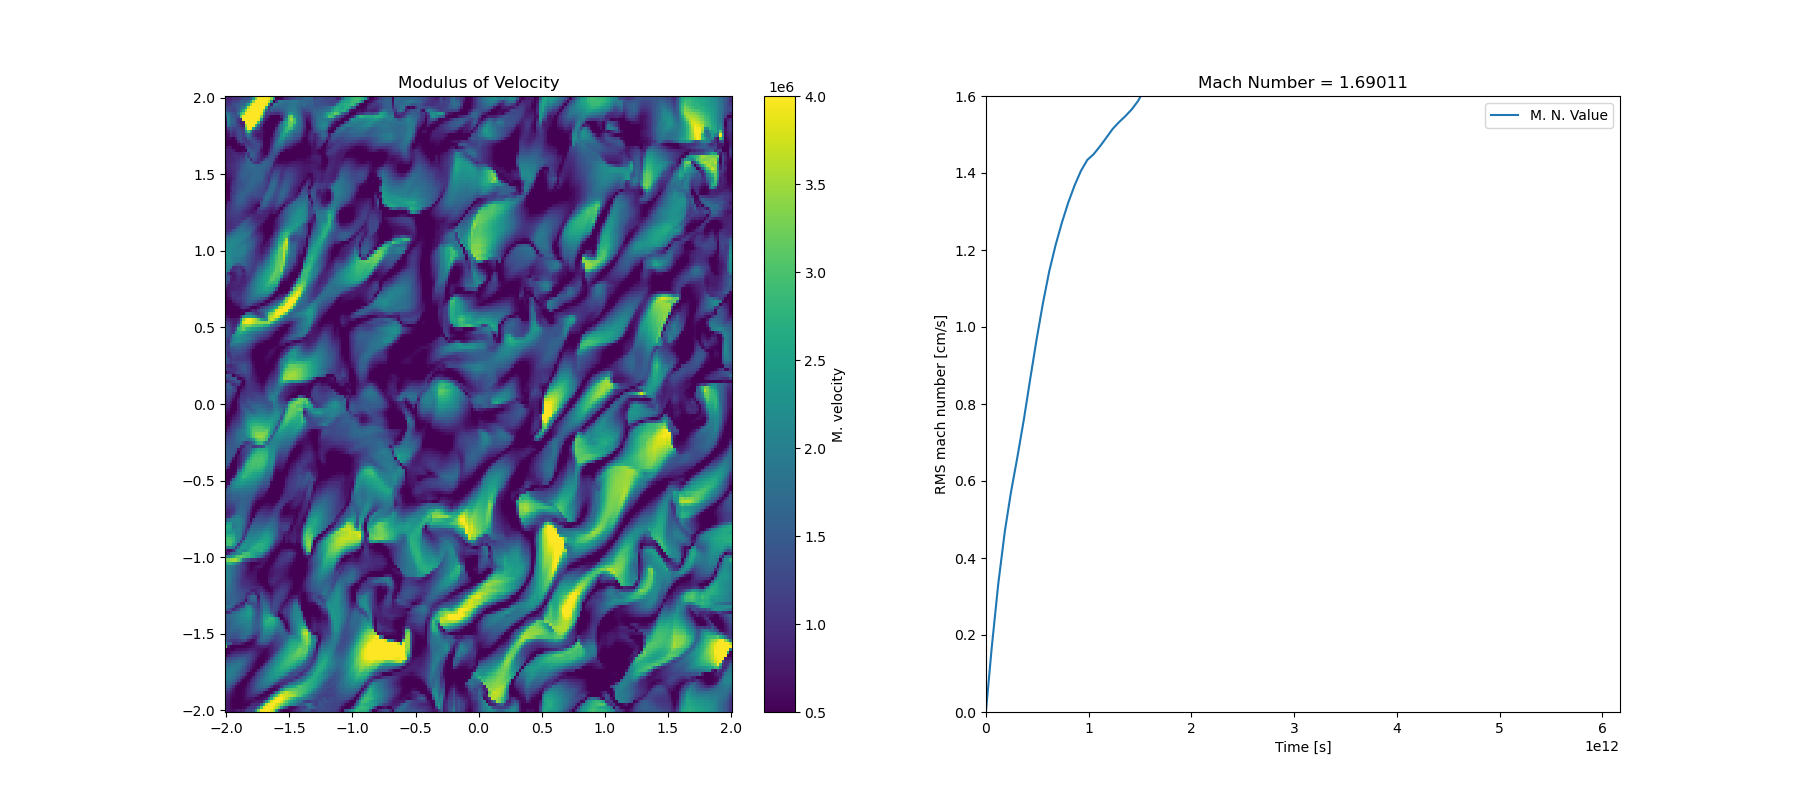 Modulus of Velocity
2.0
1.5
1.0
0.5
0.0
−0.5
−1.0
−1.5
−2.0
−2.0 −1.5 −1.0 −0.5 0.0 0.5 1.0 1.5 2.0
1e6
4.0
3.5
3.0
2.5
2.0
1.5
1.0
0.5
M. velocity
Mach Number = 1.69011
M. N. Value
RMS mach number [cm/s]
1.6
1.4
1.2
1.0
0.8
0.6
0.4
0.2
0.0
0 1 2 3 4 5 6
Time [s]
1e12